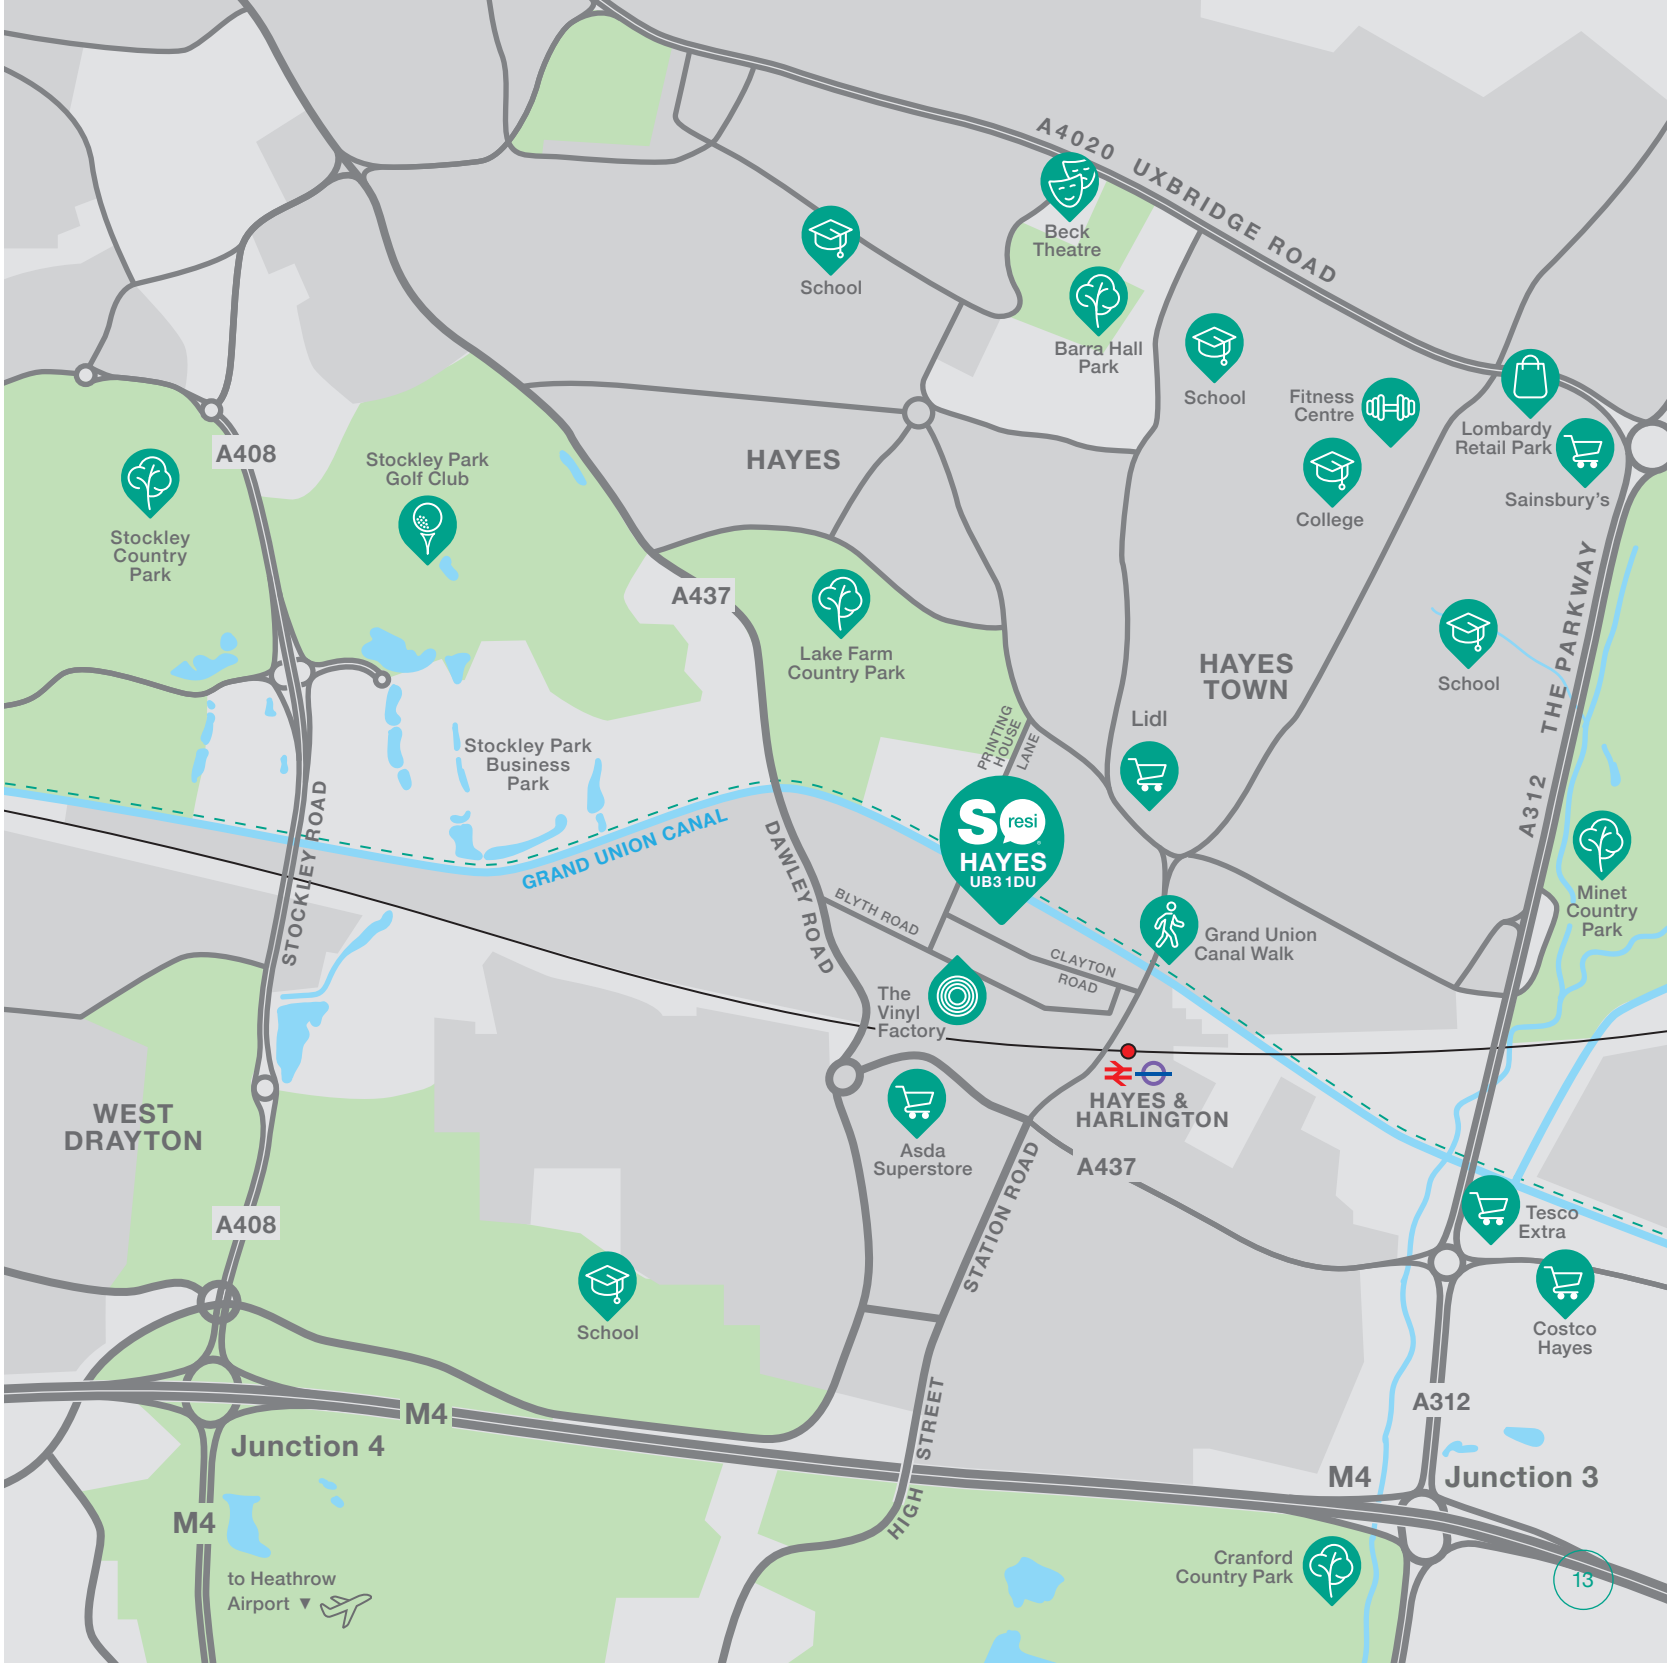 A4020 UXBRIDGE ROAD
Beck
Theatre
School
Barra Hall
Park
School
Fitness
Centre
Lombardy
Retail Park
Sainsbury's
College
HAYES
A408
Stockley Park
Golf Club
Stockley
Country
Park
A437
Lake Farm
Country Park
HAYES
TOWN
School
A312 THE PARKWAY
Lidl
PRINTING
HOUSE
LANE
Stockley Park
Business
Park
STOCKLEY ROAD
GRAND UNION CANAL
DAWLEY ROAD
SO resi
HAYES
UB3 1DU
BLYTH ROAD
CLAYTON
ROAD
Grand Union
Canal Walk
Minet
Country
Park
The
Vinyl
Factory
HAYES &
HARLINGTON
WEST
DRAYTON
Asda
Superstore
A437
STATION ROAD
A408
Tesco
Extra
Costco
Hayes
School
A312
M4
Junction 4
HIGH STREET
M4
Junction 3
M4
to Heathrow
Airport ▼
Cranford
Country Park
13